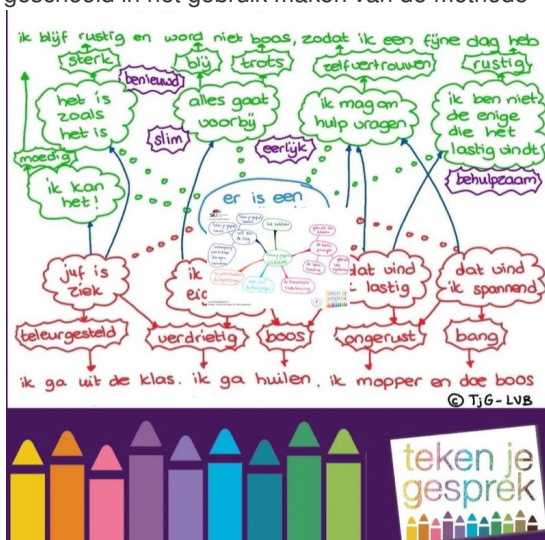 geschoold in het gebruik maken van de methode
ik blijf rustig en word niet boos, zodat ik een fijne dag heb
sterk
blij
trots
zelfvertrouwen
rustig
benieuwd
het is
zoals
het is
alles gaat
voorbij
ik mag om
hulp vragen
ik ben niet
de enige
die het
lastig vindt
slim
eerlijk
moedig
ik kan
het!
behulpzaam
er is een
juf is
ziek
ik
dat vind
lastig
dat vind
ik spannend
teken je
gesprek
teleurgesteld
verdrietig
boos
ongerust
bang
ik ga uit de klas. ik ga huilen. ik mopper en doe boos
© TjG-LVB
teken je
gesprek